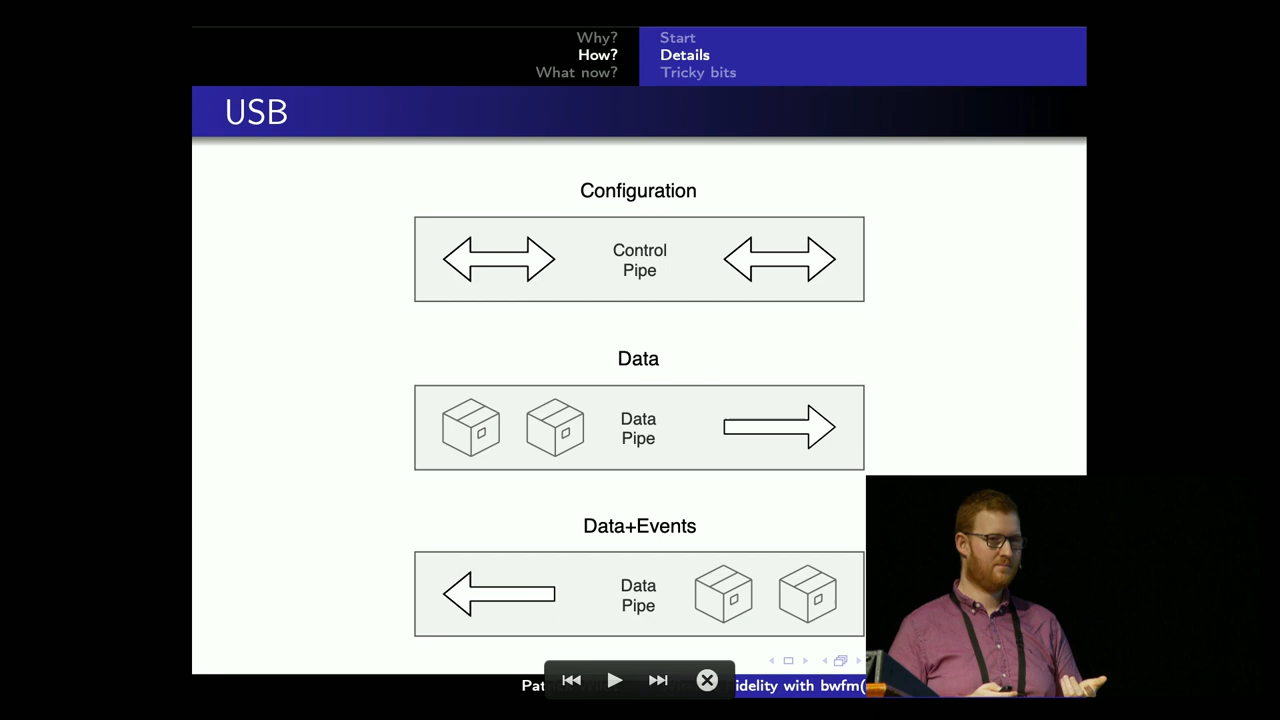 Why?
How?
What now?
Start
Details
Tricky bits
USB
Configuration
Control
Pipe
Data
Data
Pipe
Data+Events
Data
Pipe
idelity with bwfm(